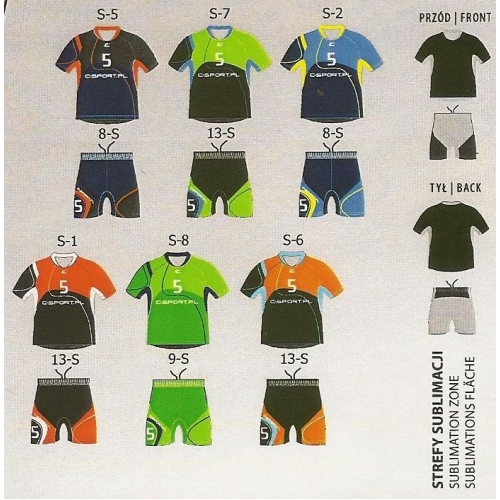 S-5 S-7 S-2
PRZÓD | FRONT
5 5 5
C-SPORT.PL C-SPORT.PL C-SPORT.PL
8-S 13-S 8-S
5 5 5
TYŁ | BACK
S-1 S-8 S-6
5 5 5
C-SPORT.PL C-SPORT.PL C-SPORT.PL
13-S 9-S 13-S
5 5 5
STREFY SUBLIMACJI
SUBLIMATION ZONE
SUBLIMATIONS FLÄCHE